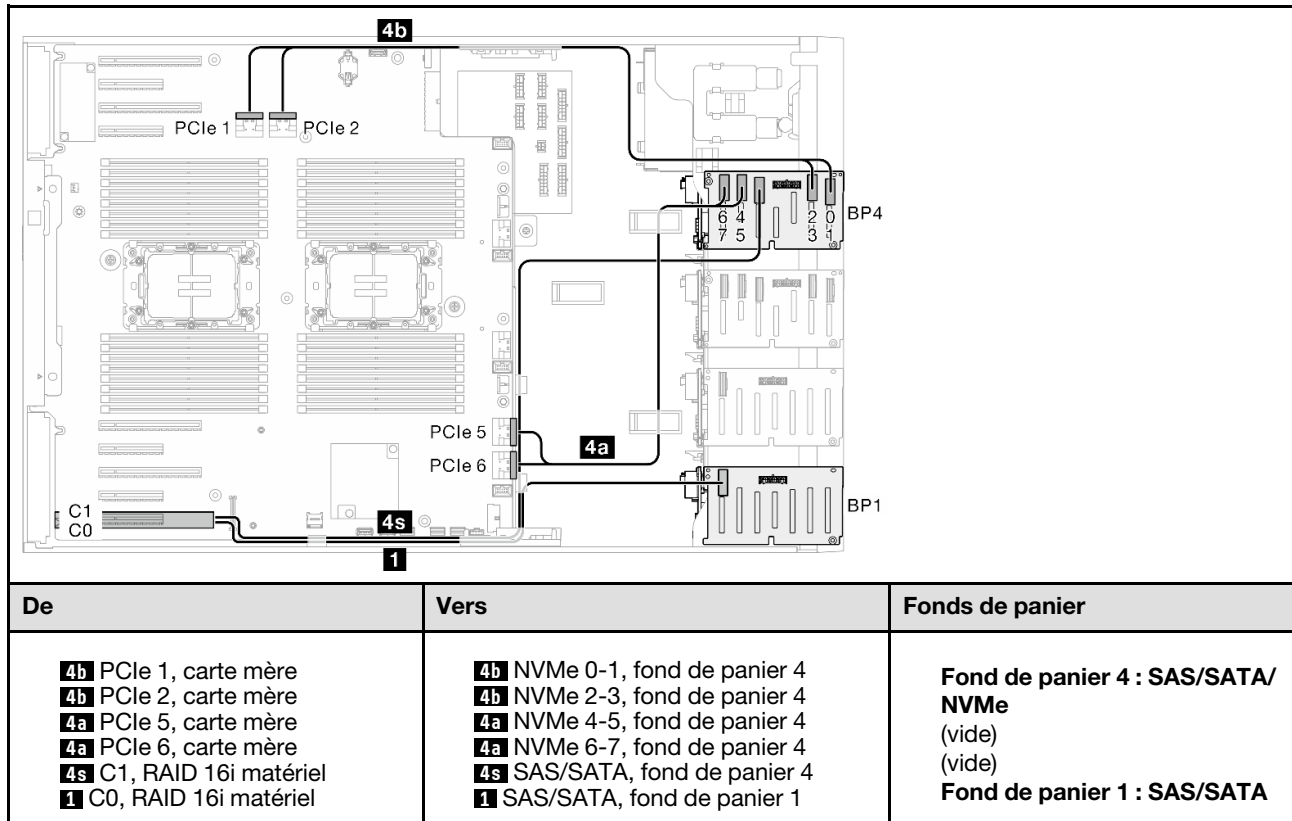 4b
PCIe 1
PCIe 2
6 4 2 0
7 5 3 1
BP4
PCIe 5
PCIe 6
4a
C1
C0
4s
1
BP1
De
Vers
Fonds de panier
4b PCIe 1, carte mère
4b PCIe 2, carte mère
4a PCIe 5, carte mère
4a PCIe 6, carte mère
4s C1, RAID 16i matériel
1 C0, RAID 16i matériel
4b NVMe 0-1, fond de panier 4
4b NVMe 2-3, fond de panier 4
4a NVMe 4-5, fond de panier 4
4a NVMe 6-7, fond de panier 4
4s SAS/SATA, fond de panier 4
1 SAS/SATA, fond de panier 1
Fond de panier 4 : SAS/SATA/
NVMe
(vide)
(vide)
Fond de panier 1 : SAS/SATA